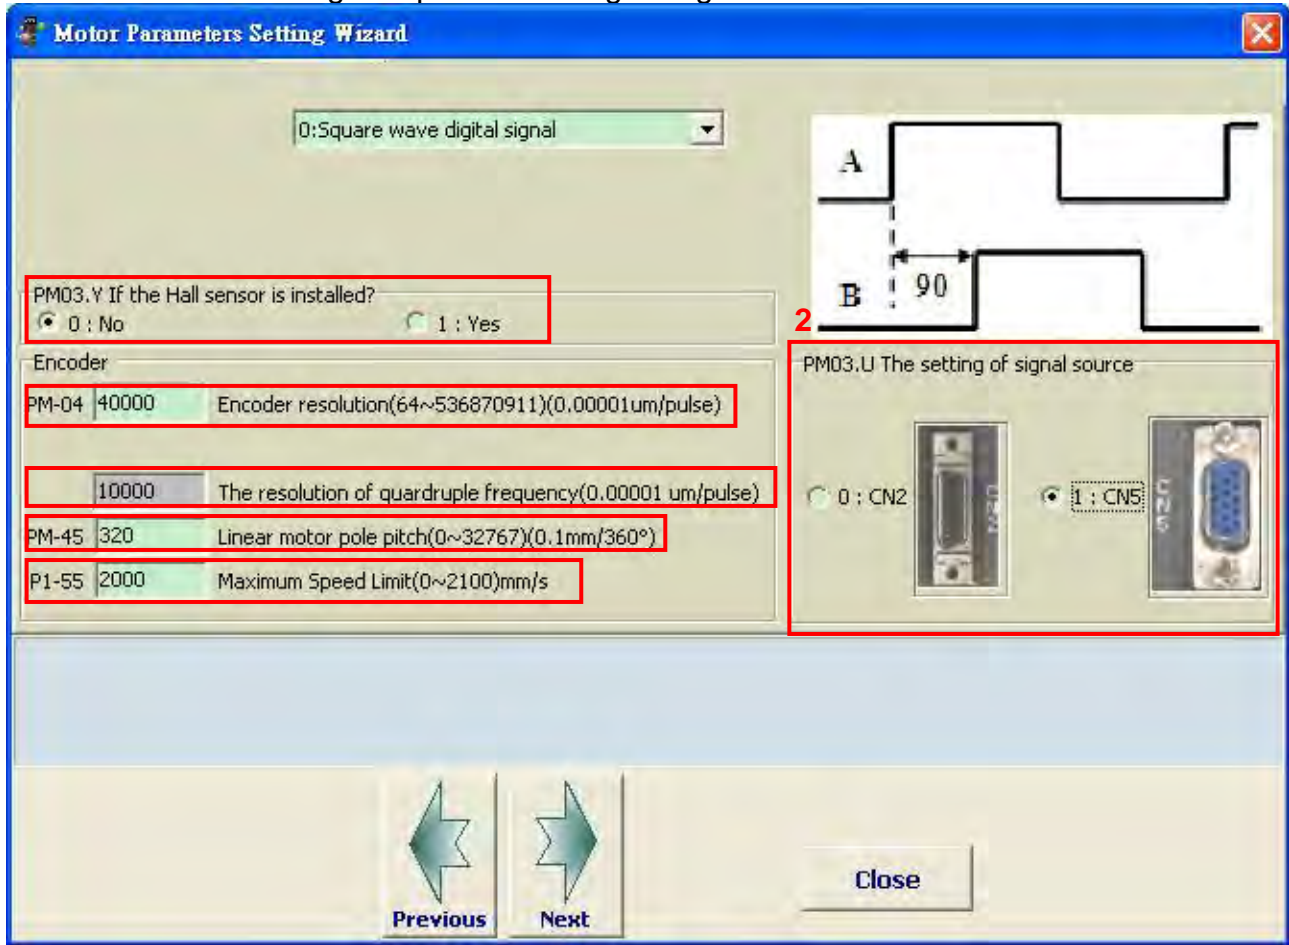 Motor Parameters Setting Wizard
0:Square wave digital signal
A
B
90
PM03.Y If the Hall sensor is installed?
0 : No
1 : Yes
2
Encoder
PM-04 40000 Encoder resolution(64~536870911)(0.00001um/pulse)
10000 The resolution of quardruple frequency(0.00001 um/pulse)
PM-45 320 Linear motor pole pitch(0~32767)(0.1mm/360°)
P1-55 2000 Maximum Speed Limit(0~2100)mm/s
PM03.U The setting of signal source
0 : CN2
CN2
1 : CN5
CN5
Previous
Next
Close